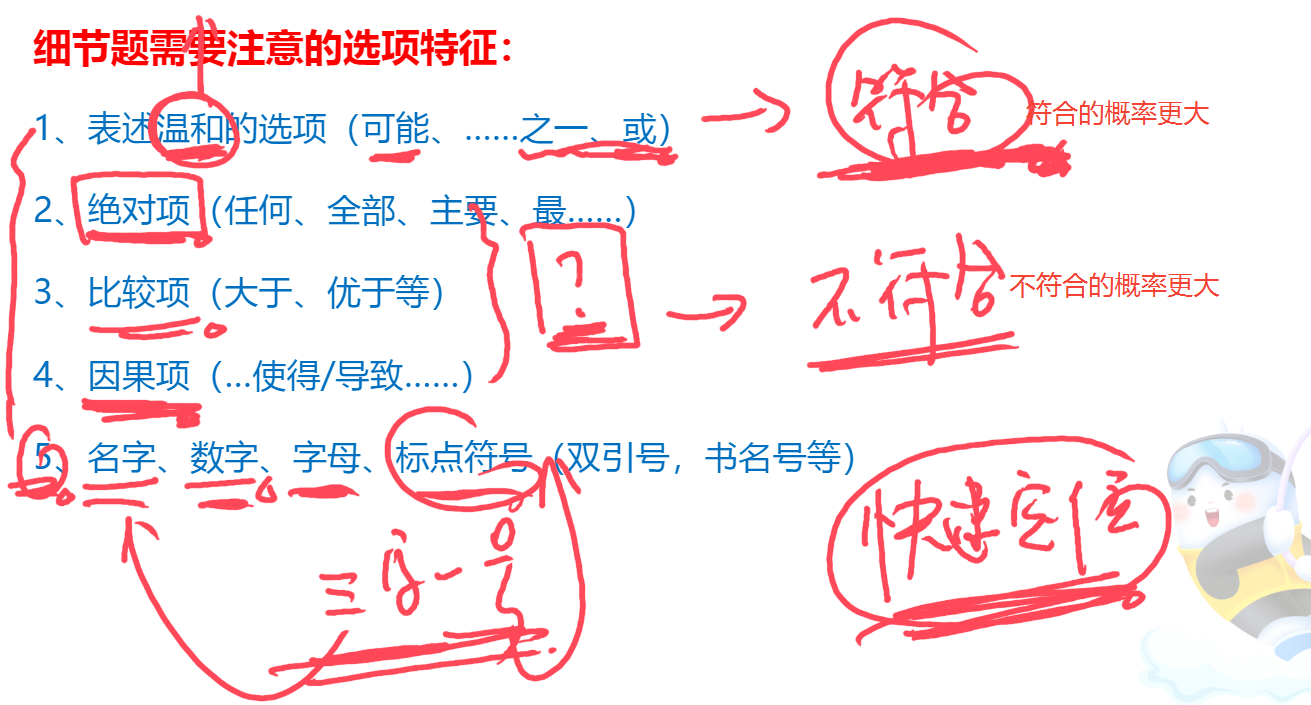 细节题需要注意的选项特征：
1、表述温和的选项（可能、……之一、或）
符合
符合的概率更大
2、绝对项（任何、全部、主要、最……）
？
3、比较项（大于、优于等）
不符合
不符合的概率更大
4、因果项（…使得/导致……）
5、名字、数字、字母、标点符号（双引号，书名号等）
快速定位
三字一号